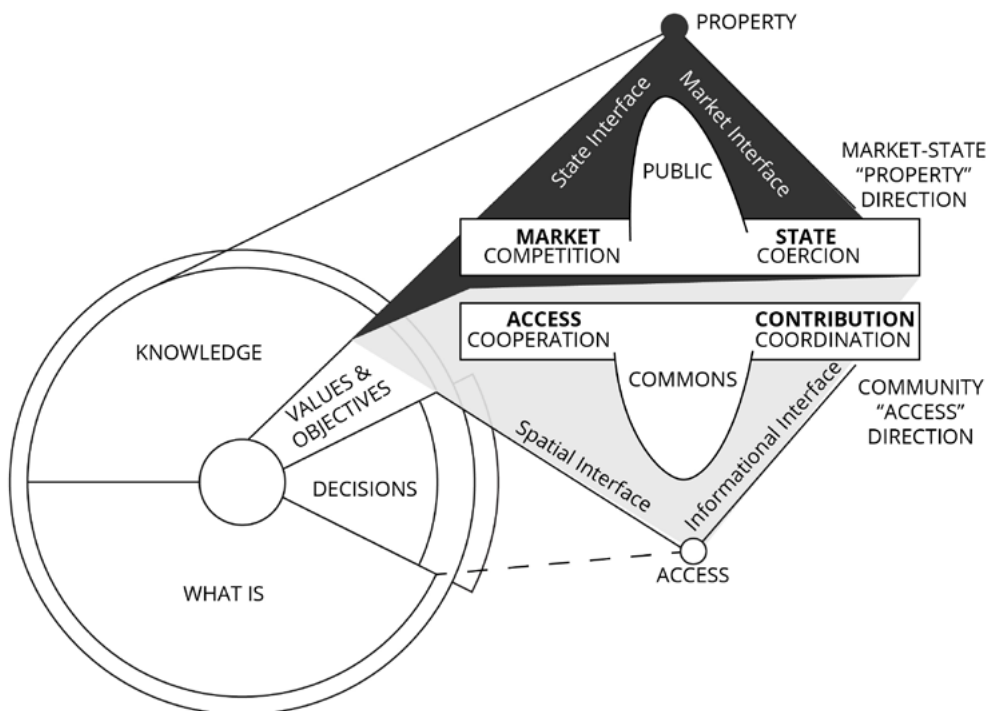 PROPERTY
State Interface
Market Interface
PUBLIC
MARKET-STATE
“PROPERTY”
DIRECTION
MARKET
COMPETITION
STATE
COERCION
ACCESS
COOPERATION
CONTRIBUTION
COORDINATION
KNOWLEDGE
VALUES &
OBJECTIVES
COMMONS
COMMUNITY
“ACCESS”
DIRECTION
Spatial Interface
Informational Interface
DECISIONS
WHAT IS
ACCESS